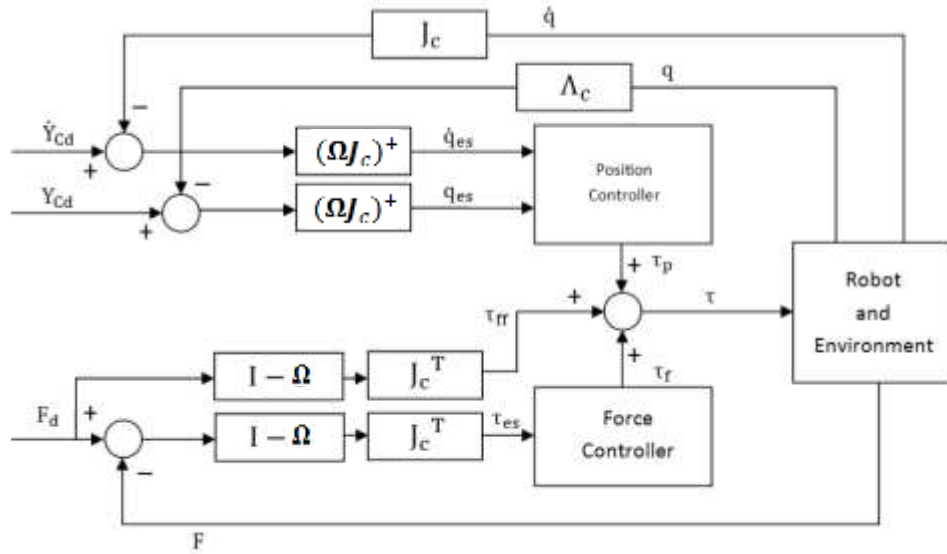 J_c
q̇
Λ_c
q
−
Ẏ_Cd
+
(ΩJ_c)⁺
q̇_es
Position
Controller
−
Y_Cd
+
(ΩJ_c)⁺
q_es
+
τ_p
Robot
and
Environment
τ_ff
+
τ
I − Ω
J_c^T
+
τ_f
F_d
+
I − Ω
J_c^T
τ_es
Force
Controller
−
F